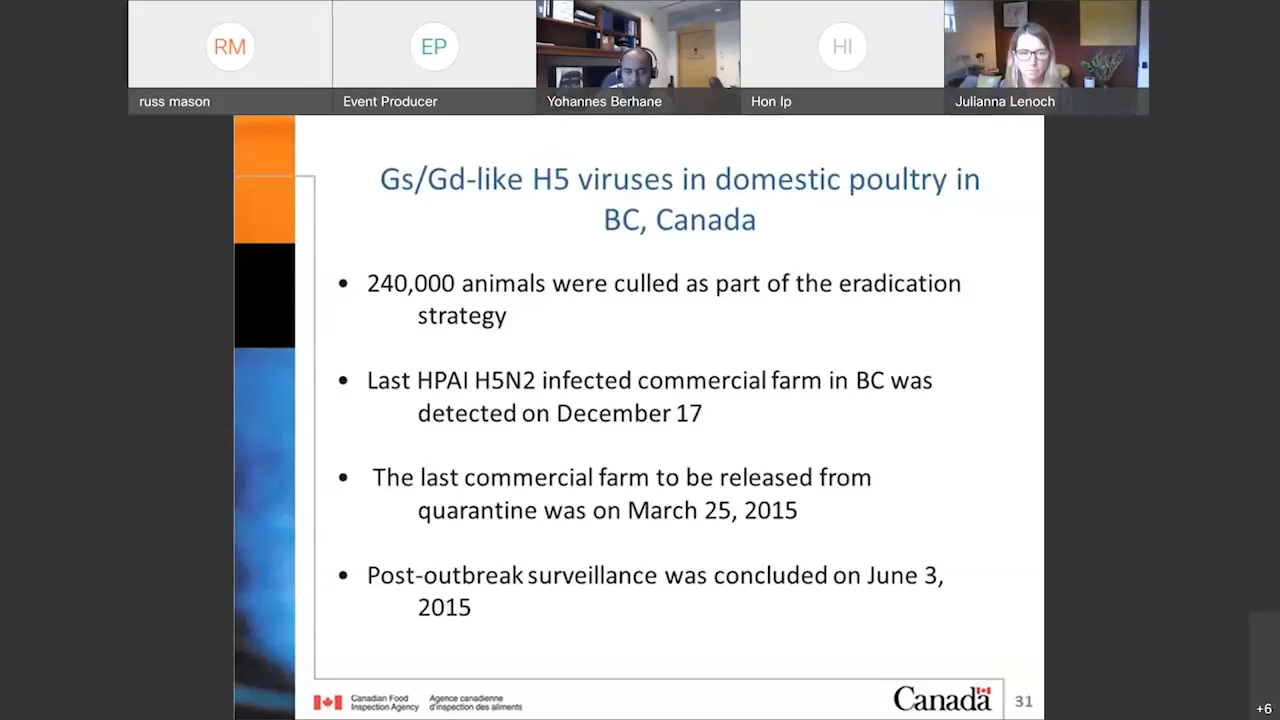 RM
EP
HI
russ mason
Event Producer
Yohannes Berhane
Hon Ip
Julianna Lenoch
Gs/Gd-like H5 viruses in domestic poultry in
BC, Canada
• 240,000 animals were culled as part of the eradication
strategy
• Last HPAI H5N2 infected commercial farm in BC was
detected on December 17
• The last commercial farm to be released from
quarantine was on March 25, 2015
• Post-outbreak surveillance was concluded on June 3,
2015
Canadian Food
Inspection Agency
Agence canadienne
d'inspection des aliments
Canada
31
+6